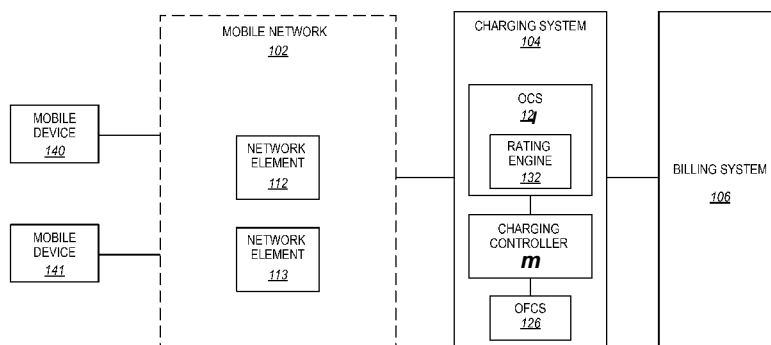 MOBILE NETWORK
102
CHARGING SYSTEM
104
OCS
RATING
ENGINE
132
CHARGING
CONTROLLER
m
OFCS
126
BILLING SYSTEM
106
MOBILE
DEVICE
140
MOBILE
DEVICE
141
NETWORK
ELEMENT
112
NETWORK
ELEMENT
113